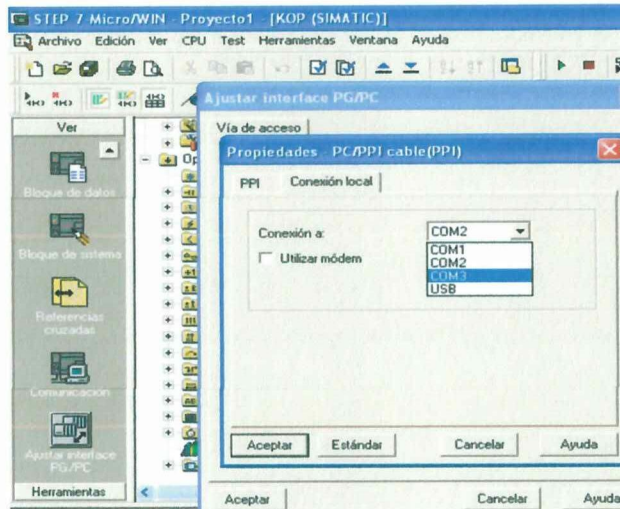 STEP 7 Micro/WIN - Proyecto1 - [KOP (SIMATIC)]
Archivo Edición Ver CPU Test Herramientas Ventana Ayuda
Ajustar interface PG/PC
Ver
Vía de acceso
Propiedades - PC/PPI cable(PPI)
PPI Conexión local
Bloque de datos
Conexión a: COM2
Utilizar módem
COM1
COM2
COM3
USB
Bloque de sistema
Referencias
cruzadas
Comunicación
Ajustar interface
PG/PC
Aceptar Estándar Cancelar Ayuda
Herramientas
Aceptar Cancelar Ayuda